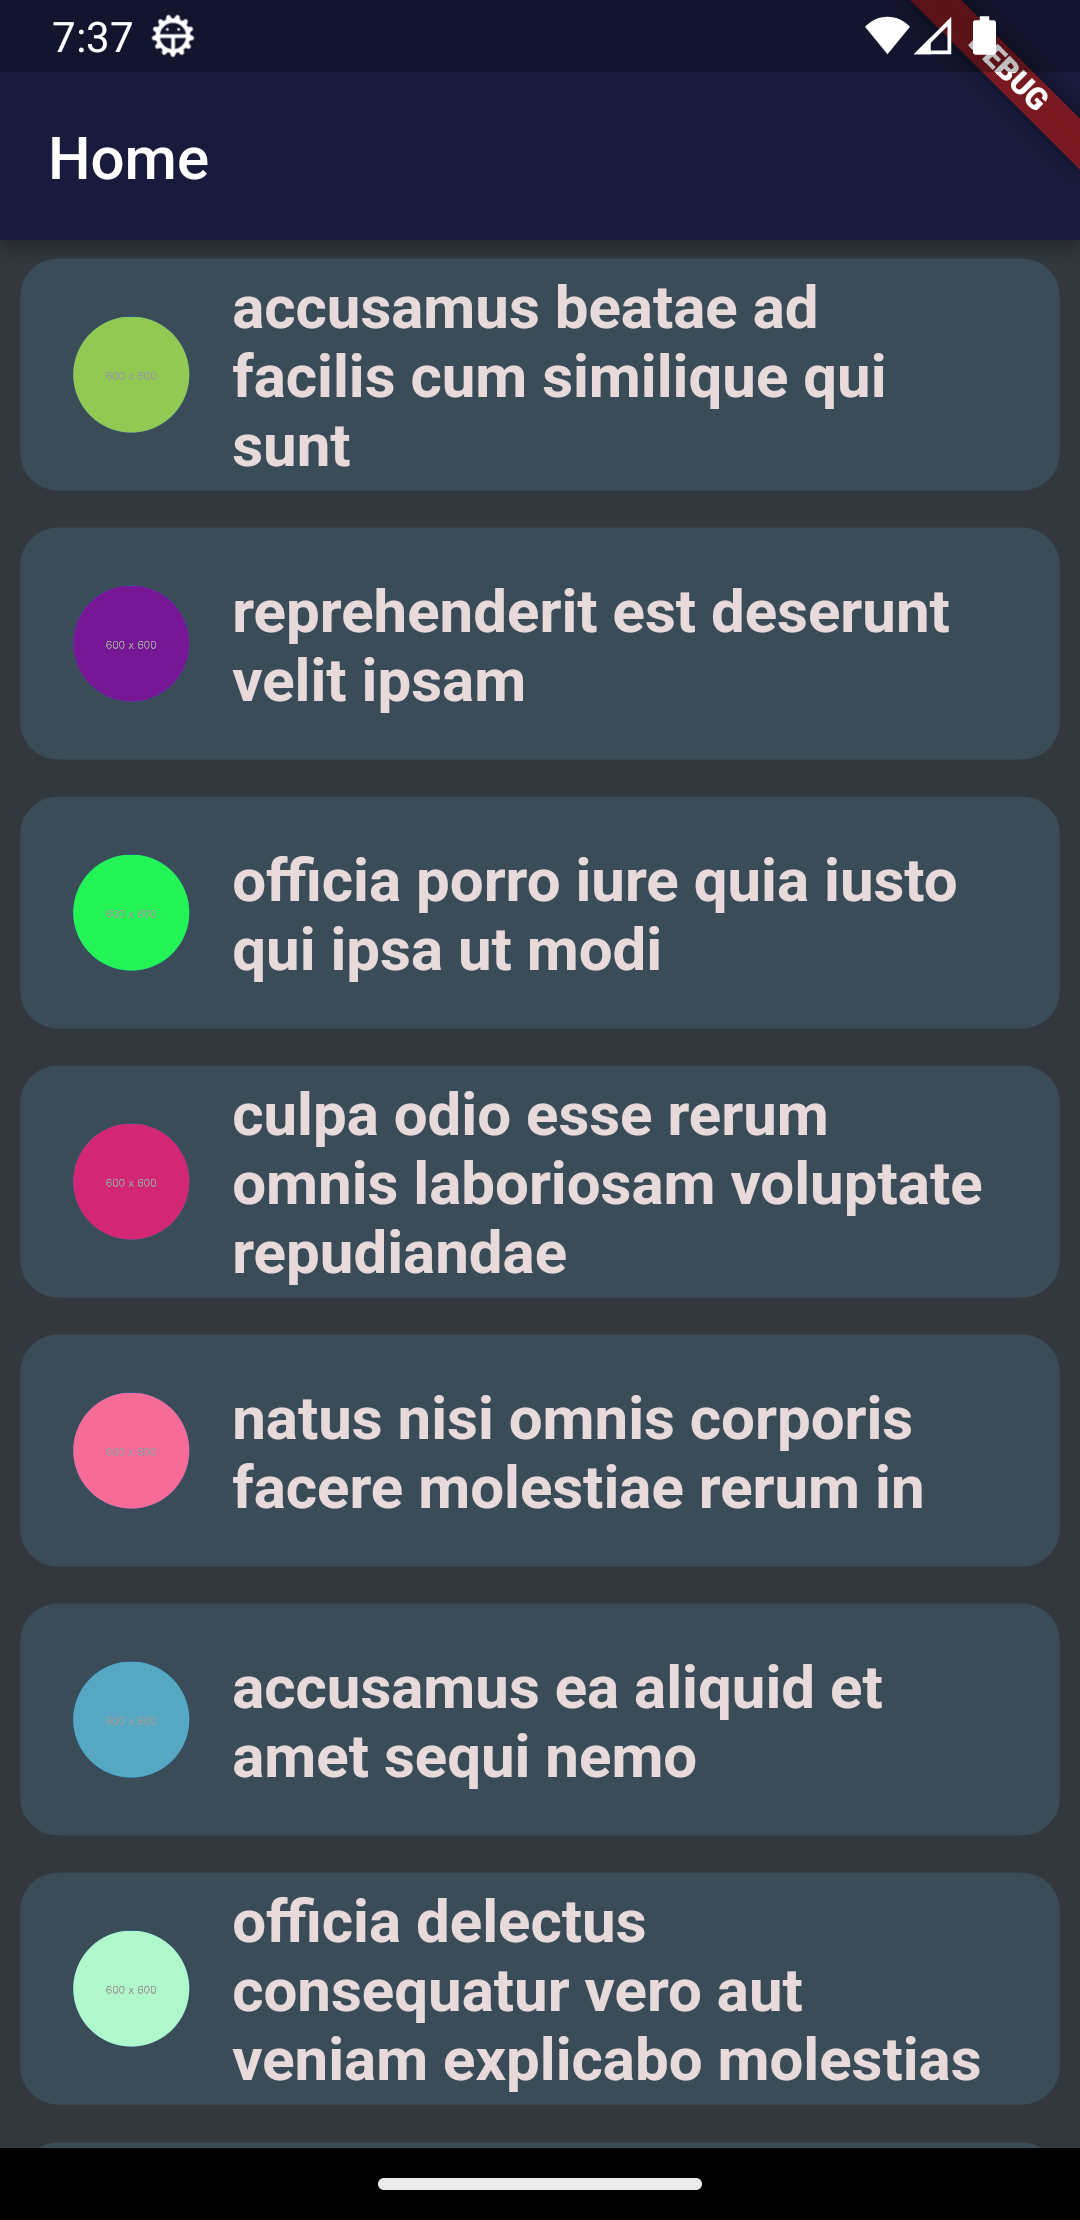 7:37
DEBUG
Home
accusamus beatae ad
facilis cum similique qui
sunt
600 x 600
reprehenderit est deserunt
velit ipsam
600 x 600
officia porro iure quia iusto
qui ipsa ut modi
600 x 600
culpa odio esse rerum
omnis laboriosam voluptate
repudiandae
600 x 600
natus nisi omnis corporis
facere molestiae rerum in
600 x 600
accusamus ea aliquid et
amet sequi nemo
600 x 600
officia delectus
consequatur vero aut
veniam explicabo molestias
600 x 600